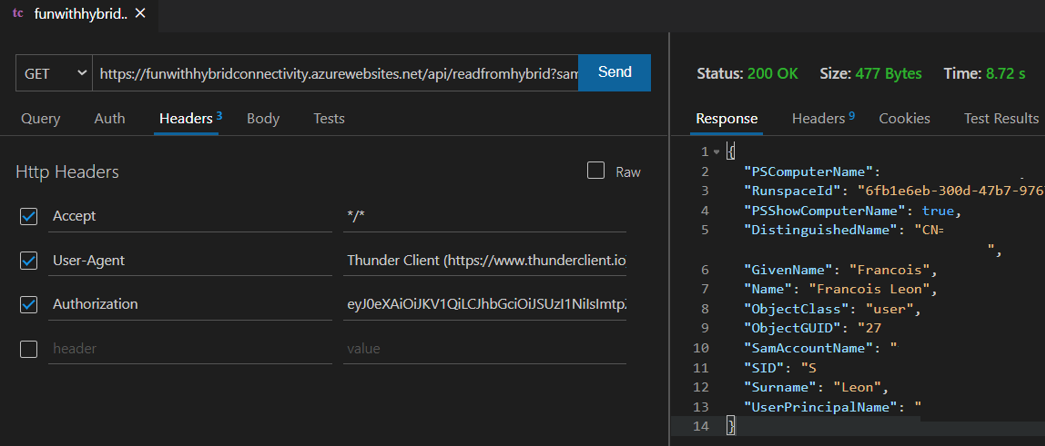 tc funwithhybrid.. ×
GET https://funwithhybridconnectivity.azurewebsites.net/api/readfromhybrid?sam Send
Query Auth Headers 3 Body Tests
Http Headers Raw
Accept */*
User-Agent Thunder Client (https://www.thunderclient.io
Authorization eyJ0eXAiOiJKV1QiLCJhbGciOiJSUzI1NiIsImtp
header value
Status: 200 OK Size: 477 Bytes Time: 8.72 s
Response Headers 9 Cookies Test Results
1 {
2 "PSComputerName":
3 "RunspaceId": "6fb1e6eb-300d-47b7-976
4 "PSShowComputerName": true,
5 "DistinguishedName": "CN=
",
6 "GivenName": "Francois",
7 "Name": "Francois Leon",
8 "ObjectClass": "user",
9 "ObjectGUID": "27
10 "SamAccountName": "
11 "SID": "S
12 "Surname": "Leon",
13 "UserPrincipalName": "
14 }